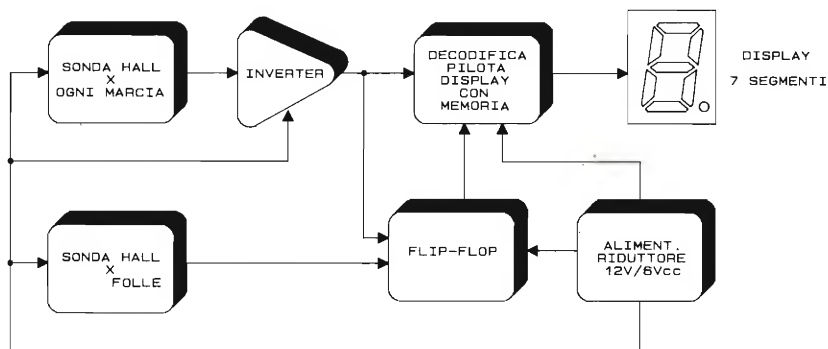 SONDA HALL
X
OGNI MARCIA
INVERTER
DECODIFICA
PILOTA
DISPLAY
CON
MEMORIA
DISPLAY
7 SEGMENTI
SONDA HALL
X
FOLLE
FLIP-FLOP
ALIMENT.
RIDUTTORE
12V/6Vcc